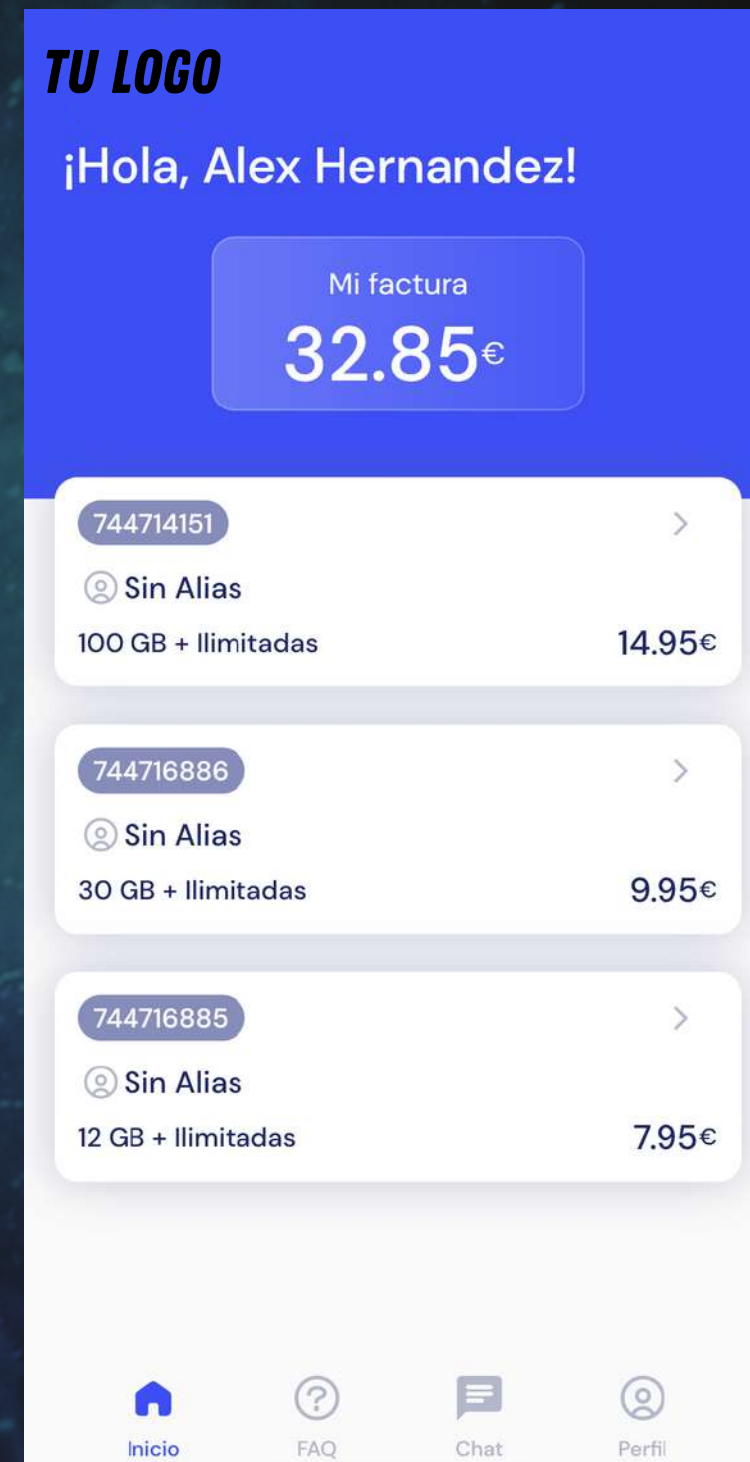 TU LOGO
¡Hola, Alex Hernandez!
Mi factura
32.85€
744714151
Sin Alias
100 GB + Ilimitadas 14.95€
744716886
Sin Alias
30 GB + Ilimitadas 9.95€
744716885
Sin Alias
12 GB + Ilimitadas 7.95€
Inicio FAQ Chat Perfil